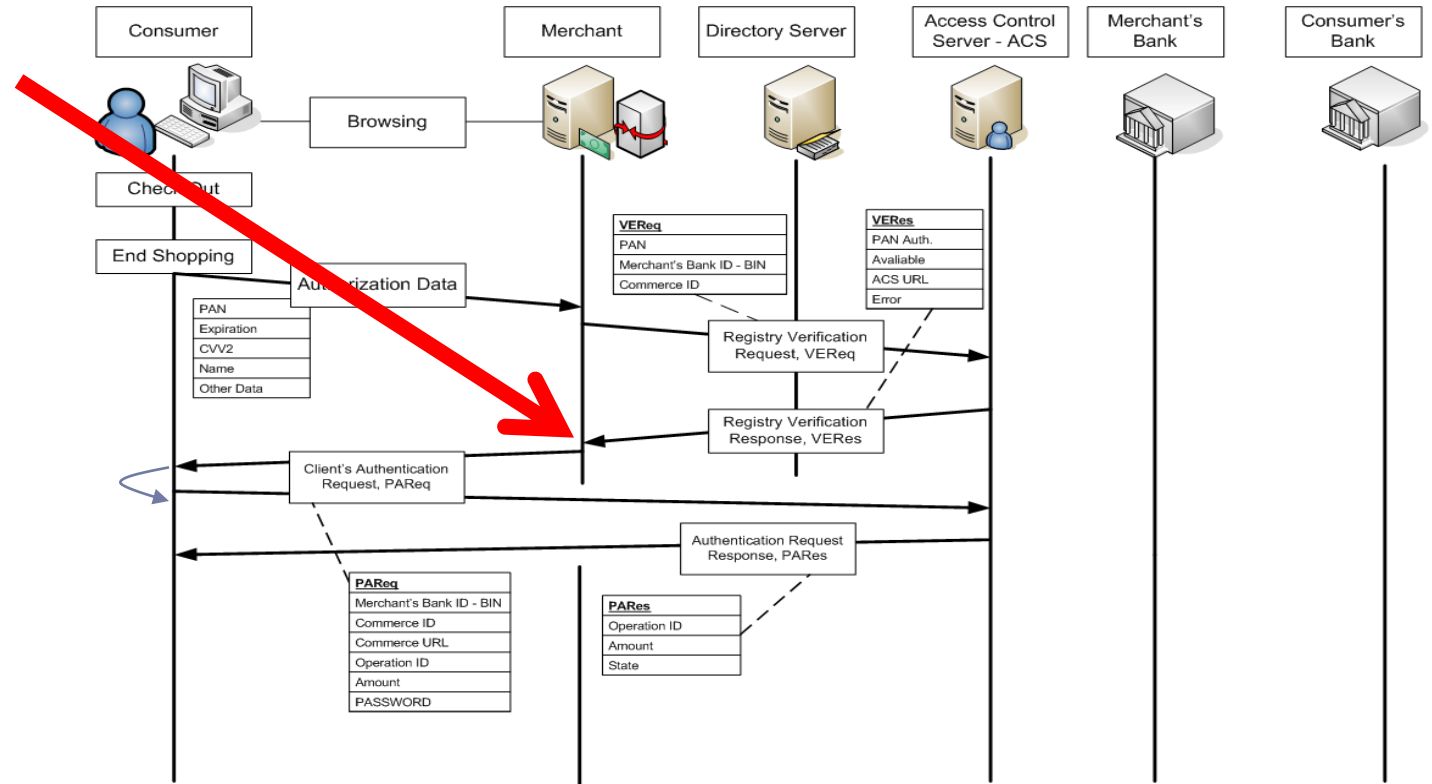 Consumer
Merchant
Directory Server
Access Control
Server - ACS
Merchant's
Bank
Consumer's
Bank
Browsing
Check Out
End Shopping
Authorization Data
PAN
Expiration
CVV2
Name
Other Data
VEReq
PAN
Merchant's Bank ID - BIN
Commerce ID
VERes
PAN Auth.
Avaliable
ACS URL
Error
Registry Verification
Request, VEReq
Registry Verification
Response, VERes
Client's Authentication
Request, PAReq
Authentication Request
Response, PARes
PAReq
Merchant's Bank ID - BIN
Commerce ID
Commerce URL
Operation ID
Amount
PASSWORD
PARes
Operation ID
Amount
State